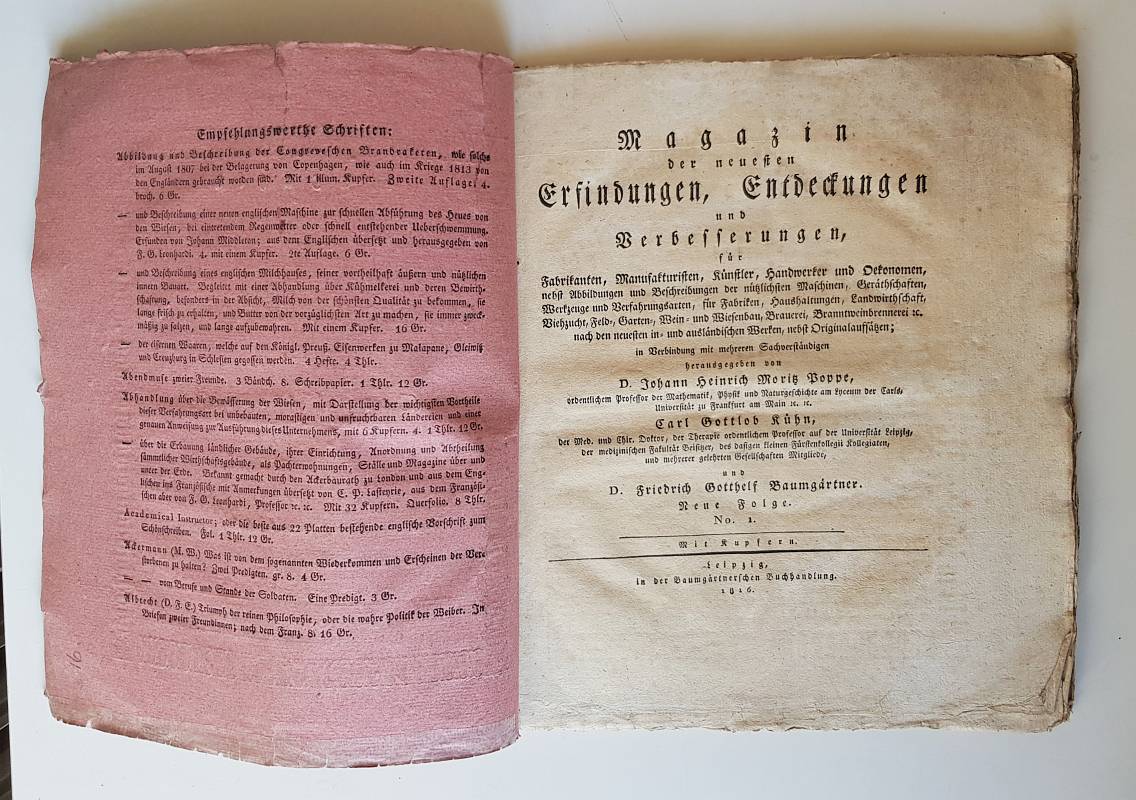 Empfehlungswerthe Schriften:
Abbildung und Beschreibung der Congreveschen Brandraketen, wie solche
im August 1807 bei der Belagerung von Copenhagen, wie auch im Kriege 1813 von
den Engländern gebraucht worden sind. Mit 1 illum. Kupfer. Zweite Auflage. 4.
broch. 6 Gr.
— und Beschreibung einer neuen englischen Maschine zur schnellen Abführung des Heues von
den Wiesen, bei eintretendem Regenwetter oder schnell entstehender Ueberschwemmung.
Erfunden von Johann Middleton; aus dem Englischen übersetzt und herausgegeben von
F. G. Leonhardi. 4. mit einem Kupfer. 2te Auflage. 6 Gr.
— und Beschreibung eines englischen Milchhauses, seiner vortheilhaft äußern und nützlichen
innern Bauart. Begleitet mit einer Abhandlung über Kühmelkerei und deren Bewirth-
schaftung, besonders in der Absicht, Milch von der schönsten Qualität zu bekommen, sie
lange frisch zu erhalten, und Butter von der vorzüglichsten Art zu machen, sie immer zweck-
mäßig zu salzen, und lange aufzubewahren. Mit einem Kupfer. 16 Gr.
— der eisernen Waaren, welche auf den Königl. Preuß. Eisenwerken zu Malapane, Gleiwitz
und Creuzburg in Schlesien gegossen werden. 4 Hefte. 4 Thlr.
Abendmuse zweier Freunde. 3 Bändch. 8. Schreibpapier. 1 Thlr. 12 Gr.
Abhandlung über die Bewässerung der Wiesen, mit Darstellung der wichtigsten Vortheile
dieser Verfahrungsart bei unbebauten, morastigen und unfruchtbaren Ländereien und einer
genauen Anweisung zur Ausführung dieses Unternehmens, mit 6 Kupfern. 4. 1 Thlr. 12 Gr.
— über die Erbauung ländlicher Gebäude, ihrer Einrichtung, Anordnung und Abtheilung
sämmtlicher Wirthschaftsgebäude, als Pachterwohnungen, Ställe und Magazine über und
unter der Erde. Bekannt gemacht durch den Ackerbaurath zu London und aus dem Eng-
lischen ins Französische mit Anmerkungen übersetzt von C. P. Lasteyrie, aus dem Französi-
schen aber von F. G. Leonhardi, Professor ꝛc. ꝛc. Mit 32 Kupfern. Querfolio. 8 Thlr.
Academical Instructor; oder die beste aus 22 Platten bestehende englische Vorschrift zum
Schönschreiben. Fol. 1 Thlr. 12 Gr.
Ackermann (M. W.) Was ist von dem sogenannten Wiederkommen und Erscheinen der Ver-
storbenen zu halten? Zwei Predigten. gr. 8. 4 Gr.
— — vom Berufe und Stande der Soldaten. Eine Predigt. 3 Gr.
Albrecht (D. F. E.) Triumph der reinen Philosophie, oder die wahre Politik der Weiber. In
Briefen zweier Freundinnen; nach dem Franz. 8. 16 Gr.
16
Magazin
der neuesten
Erfindungen, Entdeckungen
und
Verbesserungen,
für
Fabrikanten, Manufakturisten, Künstler, Handwerker und Oekonomen,
nebst Abbildungen und Beschreibungen der nützlichsten Maschinen, Geräthschaften,
Werkzeuge und Verfahrungsarten, für Fabriken, Haushaltungen, Landwirthschaft,
Viehzucht, Feld-, Garten-, Wein- und Wiesenbau, Brauerei, Branntweinbrennerei ꝛc.
nach den neuesten in- und ausländischen Werken, nebst Originalaufsätzen;
in Verbindung mit mehreren Sachverständigen
herausgegeben von
D. Johann Heinrich Moritz Poppe,
ordentlichem Professor der Mathematik, Physik und Naturgeschichte am Lyceum der Carls,
Universität zu Frankfurt am Main ꝛc. ꝛc.
Carl Gottlob Kühn,
der Med. und Chir. Doktor, der Therapie ordentlichem Professor auf der Universität Leipzig,
der medizinischen Fakultät Beisitzer, des dasigen kleinen Fürstenkollegii Kollegiaten,
und mehrerer gelehrten Gesellschaften Mitgliede,
und
D. Friedrich Gotthelf Baumgärtner.
Neue Folge.
No. 1.
Mit Kupfern.
Leipzig,
in der Baumgärtnerschen Buchhandlung.
1816.